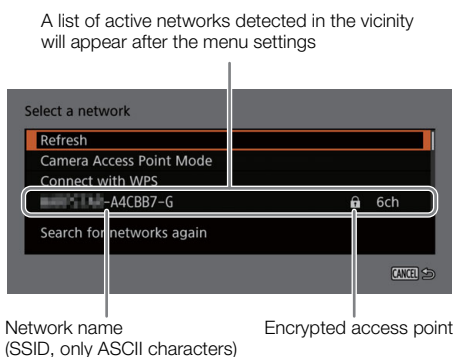 A list of active networks detected in the vicinity
will appear after the menu settings
Select a network
Refresh
Camera Access Point Mode
Connect with WPS
-A4CBB7-G 6ch
Search for networks again
CANCEL
Network name
(SSID, only ASCII characters)
Encrypted access point